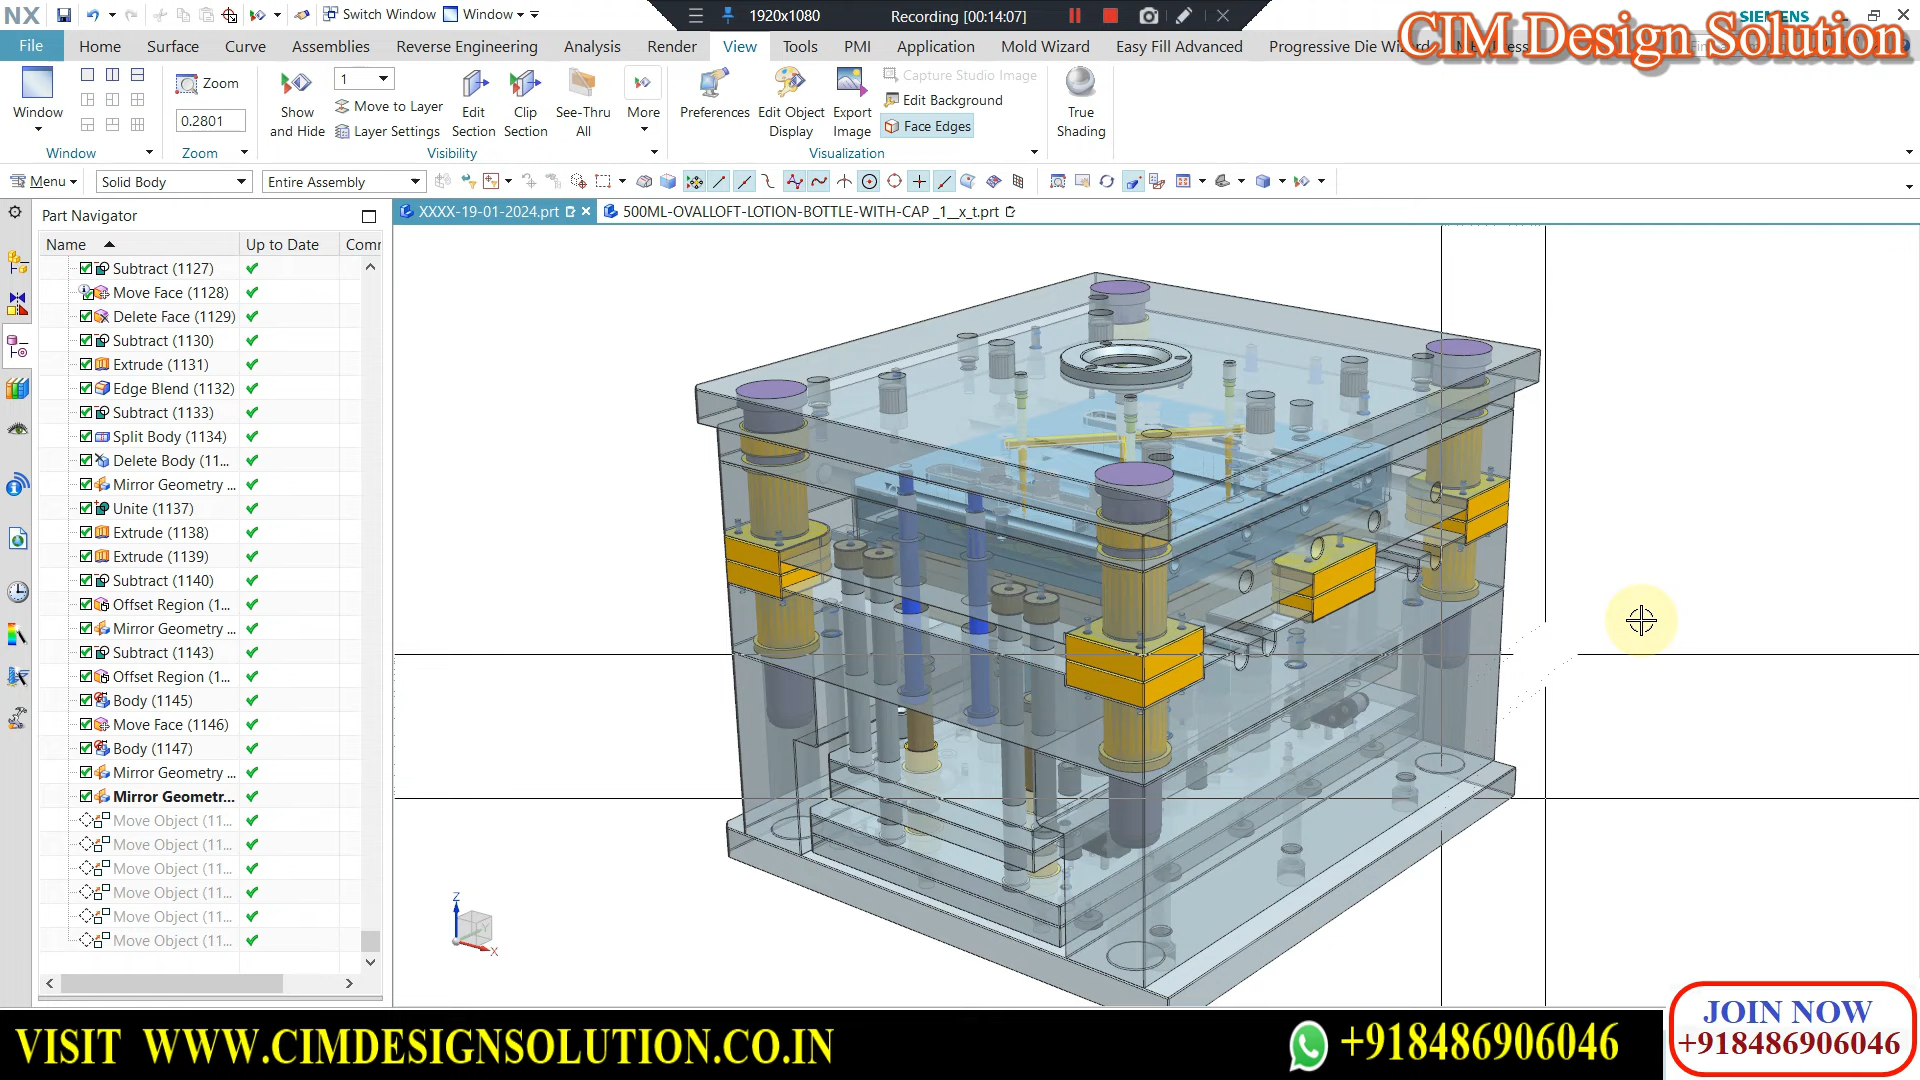 NX Switch Window Window 1920x1080 Recording [00:14:07] SIEMENS
CIM Design Solution
File Home Surface Curve Assemblies Reverse Engineering Analysis Render View Tools PMI Application Mold Wizard Easy Fill Advanced Progressive Die Wizard
Window
Zoom
0.2801
Show and Hide
1
Move to Layer
Layer Settings
Edit Section
Clip Section
See-Thru All
More
Preferences
Edit Object Display
Export Image
Capture Studio Image
Edit Background
Face Edges
True Shading
Window Zoom Visibility Visualization
Menu Solid Body Entire Assembly
Part Navigator
XXXX-19-01-2024.prt 500ML-OVALLOFT-LOTION-BOTTLE-WITH-CAP _1__x_t.prt
Name Up to Date Comr
Subtract (1127)
Move Face (1128)
Delete Face (1129)
Subtract (1130)
Extrude (1131)
Edge Blend (1132)
Subtract (1133)
Split Body (1134)
Delete Body (11...
Mirror Geometry ...
Unite (1137)
Extrude (1138)
Extrude (1139)
Subtract (1140)
Offset Region (1...
Mirror Geometry ...
Subtract (1143)
Offset Region (1...
Body (1145)
Move Face (1146)
Body (1147)
Mirror Geometry ...
Mirror Geometr...
Move Object (11...
Move Object (11...
Move Object (11...
Move Object (11...
Move Object (11...
Move Object (11...
Z
Y
X
VISIT WWW.CIMDESIGNSOLUTION.CO.IN +918486906046
JOIN NOW
+918486906046